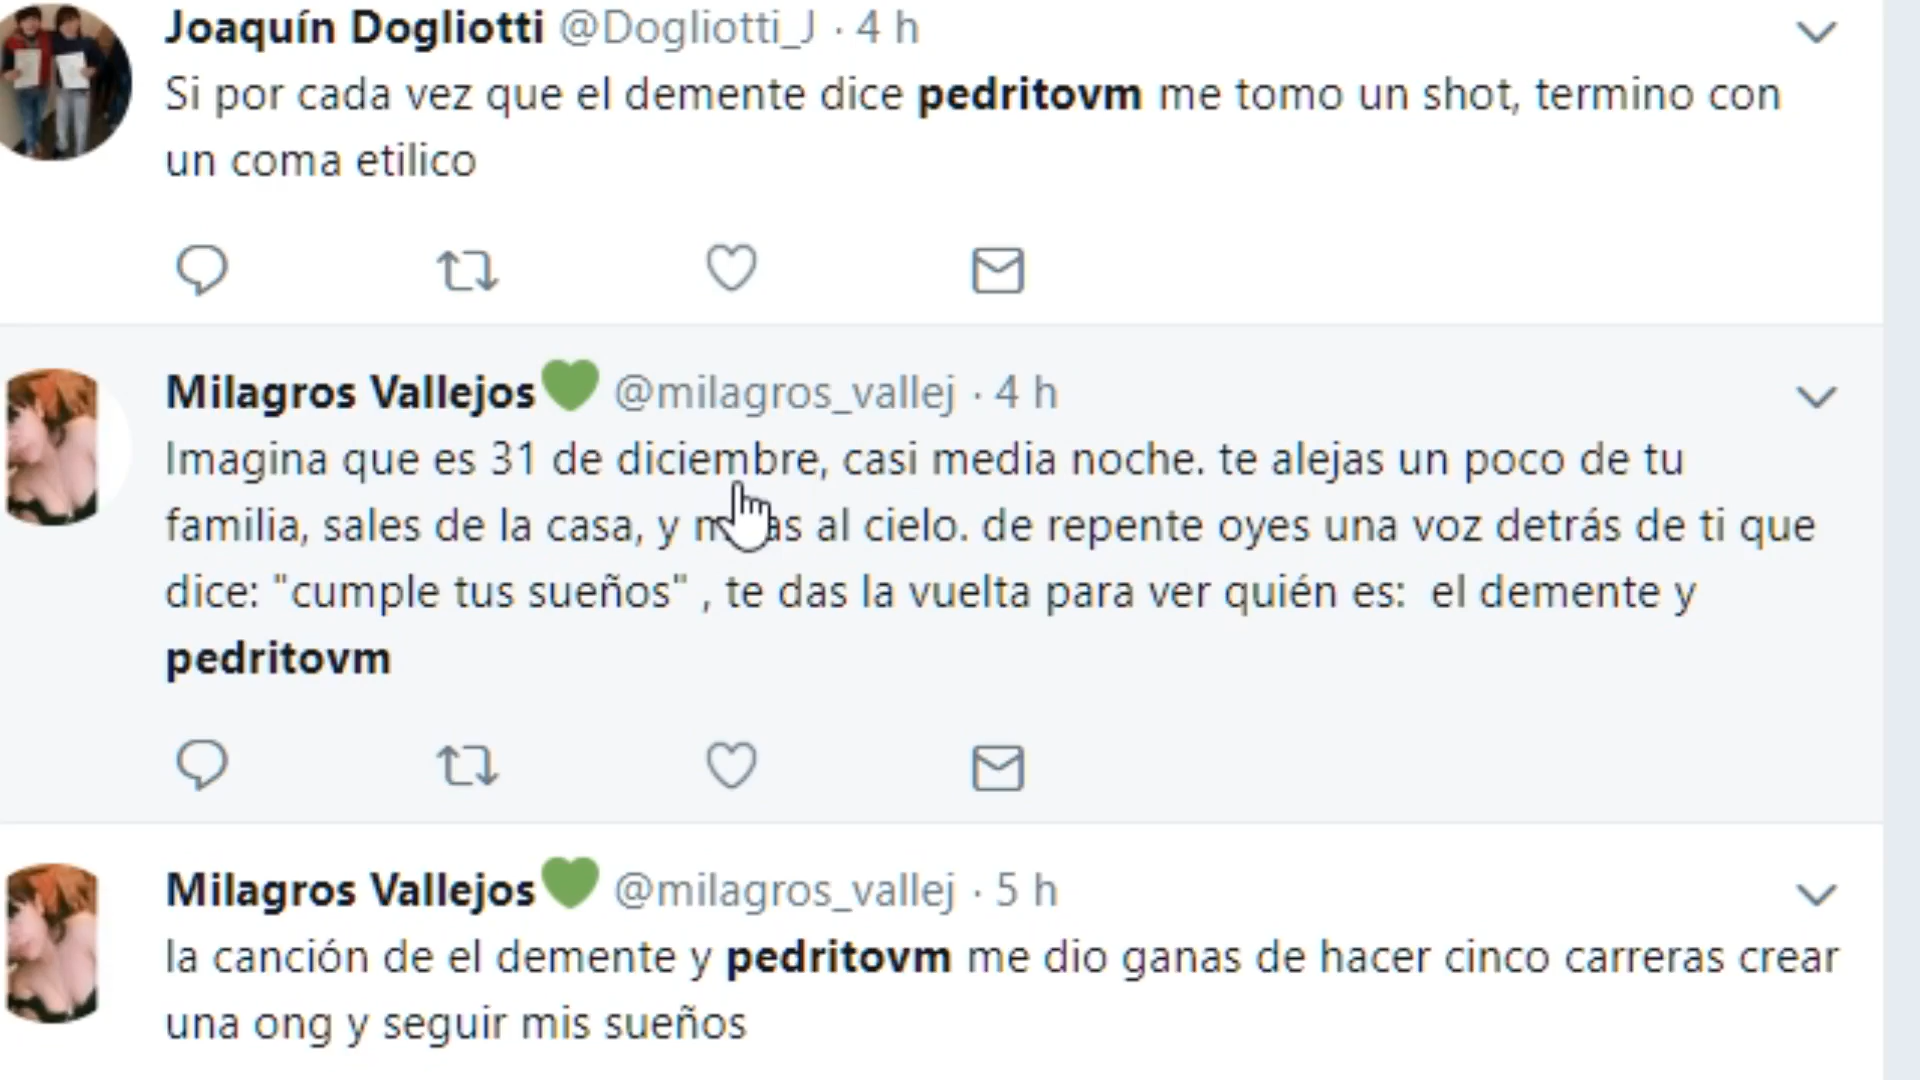 Joaquín Dogliotti @Dogliotti_J · 4 h
Si por cada vez que el demente dice pedritovm me tomo un shot, termino con
un coma etilico
Milagros Vallejos💚 @milagros_vallej · 4 h
Imagina que es 31 de diciembre, casi media noche. te alejas un poco de tu
familia, sales de la casa, y al cielo. de repente oyes una voz detrás de ti que
dice: "cumple tus sueños" , te das la vuelta para ver quién es:  el demente y
pedritovm
Milagros Vallejos💚 @milagros_vallej · 5 h
la canción de el demente y pedritovm me dio ganas de hacer cinco carreras crear
una ong y seguir mis sueños